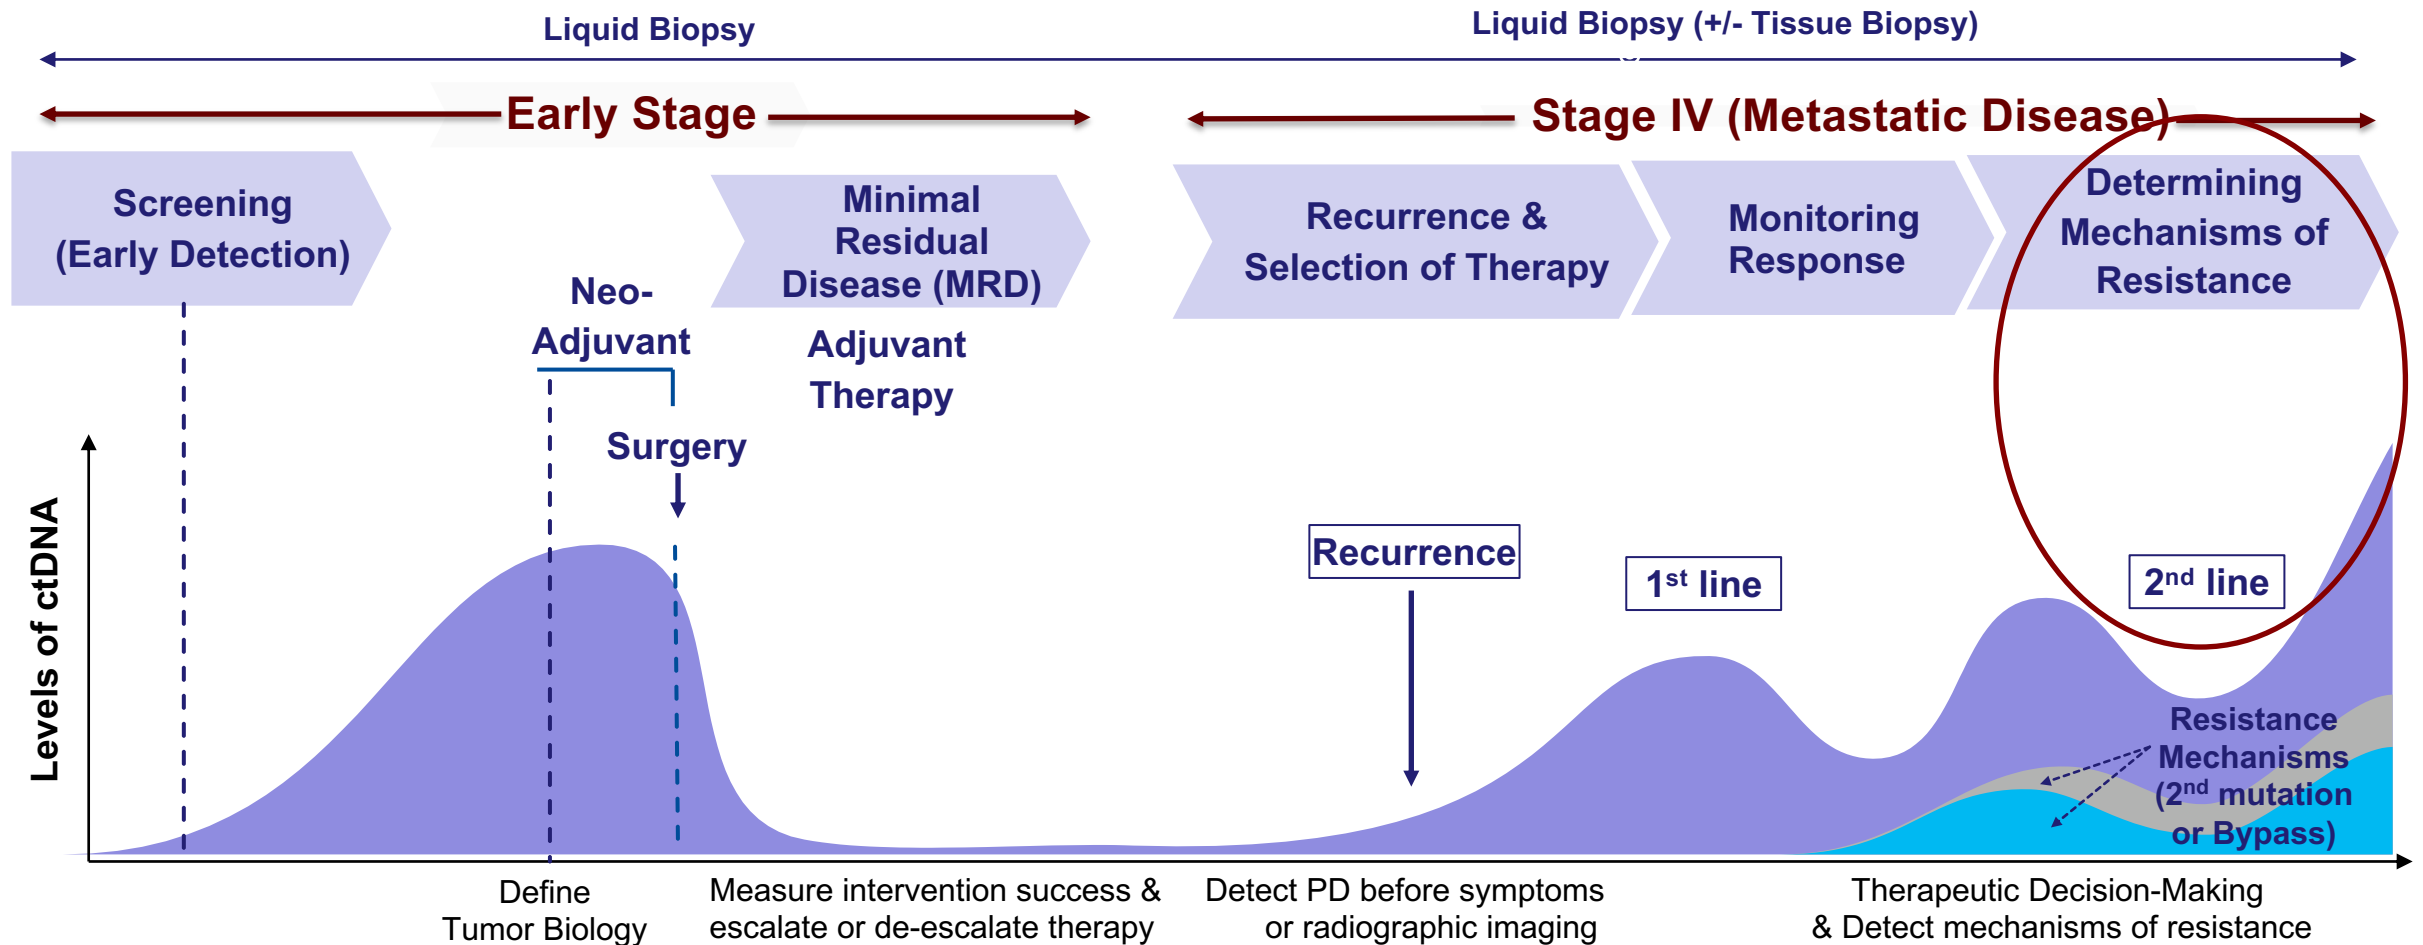 Liquid Biopsy
Liquid Biopsy (+/- Tissue Biopsy)
Early Stage
Stage IV (Metastatic Disease)
Screening
(Early Detection)
Neo-
Adjuvant
Surgery
Minimal
Residual
Disease (MRD)
Adjuvant
Therapy
Recurrence &
Selection of Therapy
Monitoring
Response
Determining
Mechanisms of
Resistance
Levels of ctDNA
Recurrence
1st line
2nd line
Resistance
Mechanisms
(2nd mutation
or Bypass)
Define
Tumor Biology
Measure intervention success &
escalate or de-escalate therapy
Detect PD before symptoms
or radiographic imaging
Therapeutic Decision-Making
& Detect mechanisms of resistance